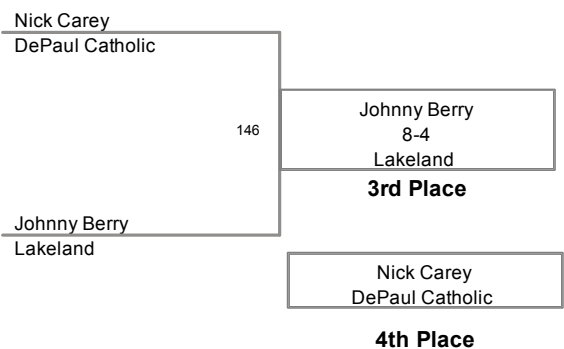 Nick Carey
DePaul Catholic
146
Johnny Berry
8-4
Lakeland
3rd Place
Johnny Berry
Lakeland
Nick Carey
DePaul Catholic
4th Place